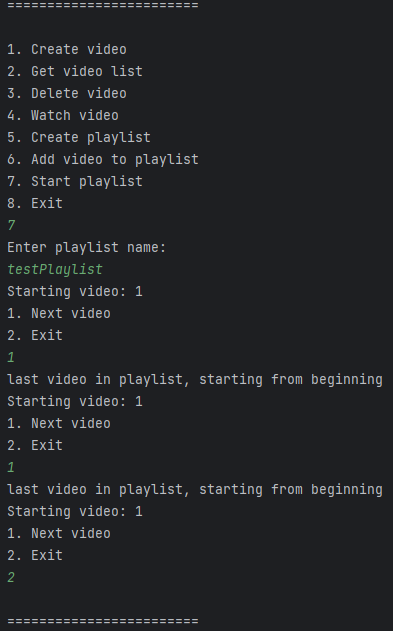 ========================
1. Create video
2. Get video list
3. Delete video
4. Watch video
5. Create playlist
6. Add video to playlist
7. Start playlist
8. Exit
7
Enter playlist name:
testPlaylist
Starting video: 1
1. Next video
2. Exit
1
last video in playlist, starting from beginning
Starting video: 1
1. Next video
2. Exit
1
last video in playlist, starting from beginning
Starting video: 1
1. Next video
2. Exit
2
========================